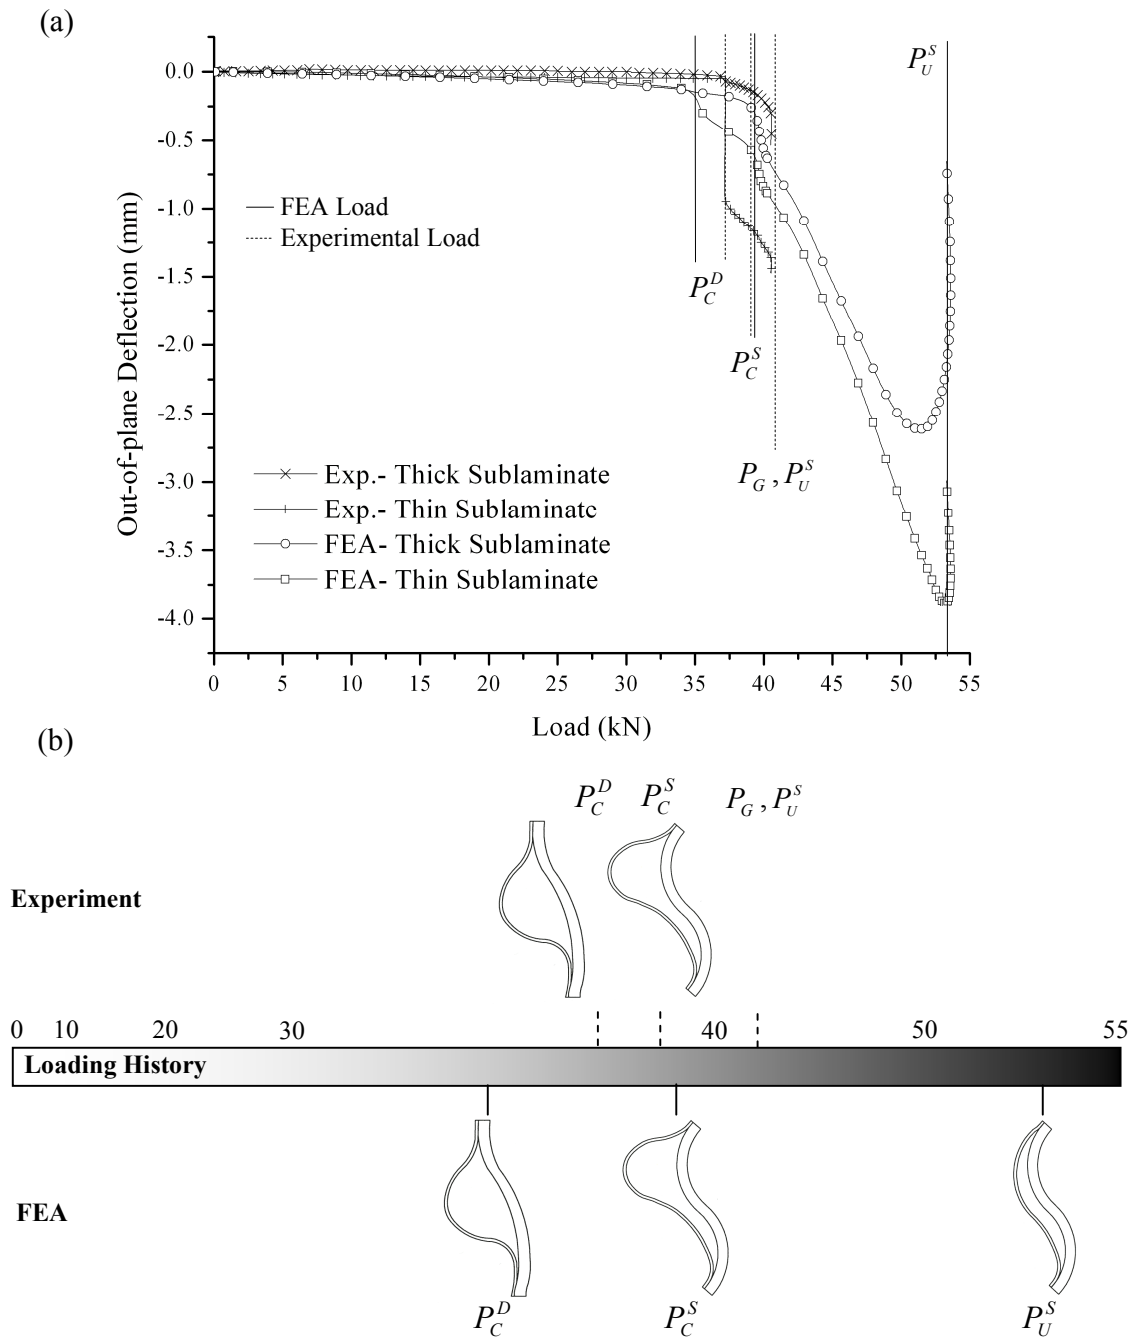 (a)
P_U^S
0.0
-0.5
-1.0
-1.5
-2.0
-2.5
-3.0
-3.5
-4.0
Out-of-plane Deflection (mm)
FEA Load
Experimental Load
P_C^D
P_C^S
P_G , P_U^S
Exp.- Thick Sublaminate
Exp.- Thin Sublaminate
FEA- Thick Sublaminate
FEA- Thin Sublaminate
0 5 10 15 20 25 30 35 40 45 50 55
Load (kN)
(b)
P_C^D P_C^S P_G , P_U^S
Experiment
0 10 20 30 40 50 55
Loading History
FEA
P_C^D P_C^S P_U^S